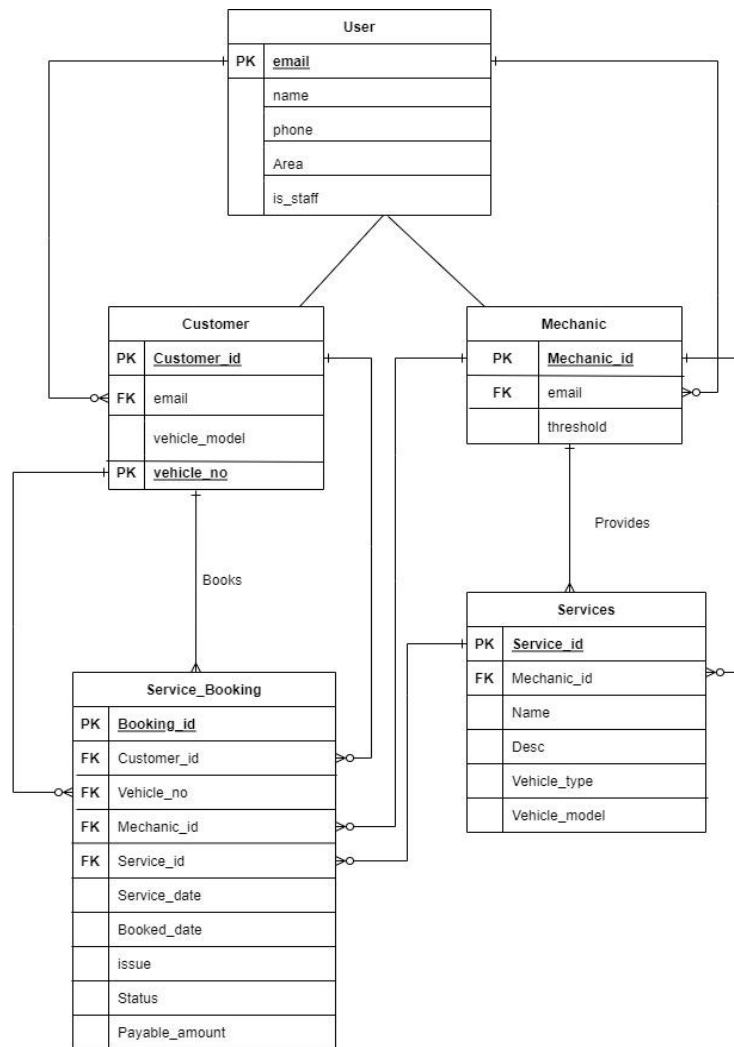 User
PK email
name
phone
Area
is_staff
Customer
PK Customer_id
FK email
vehicle_model
PK vehicle_no
Mechanic
PK Mechanic_id
FK email
threshold
Provides
Books
Services
PK Service_id
FK Mechanic_id
Name
Desc
Vehicle_type
Vehicle_model
Service_Booking
PK Booking_id
FK Customer_id
FK Vehicle_no
FK Mechanic_id
FK Service_id
Service_date
Booked_date
issue
Status
Payable_amount